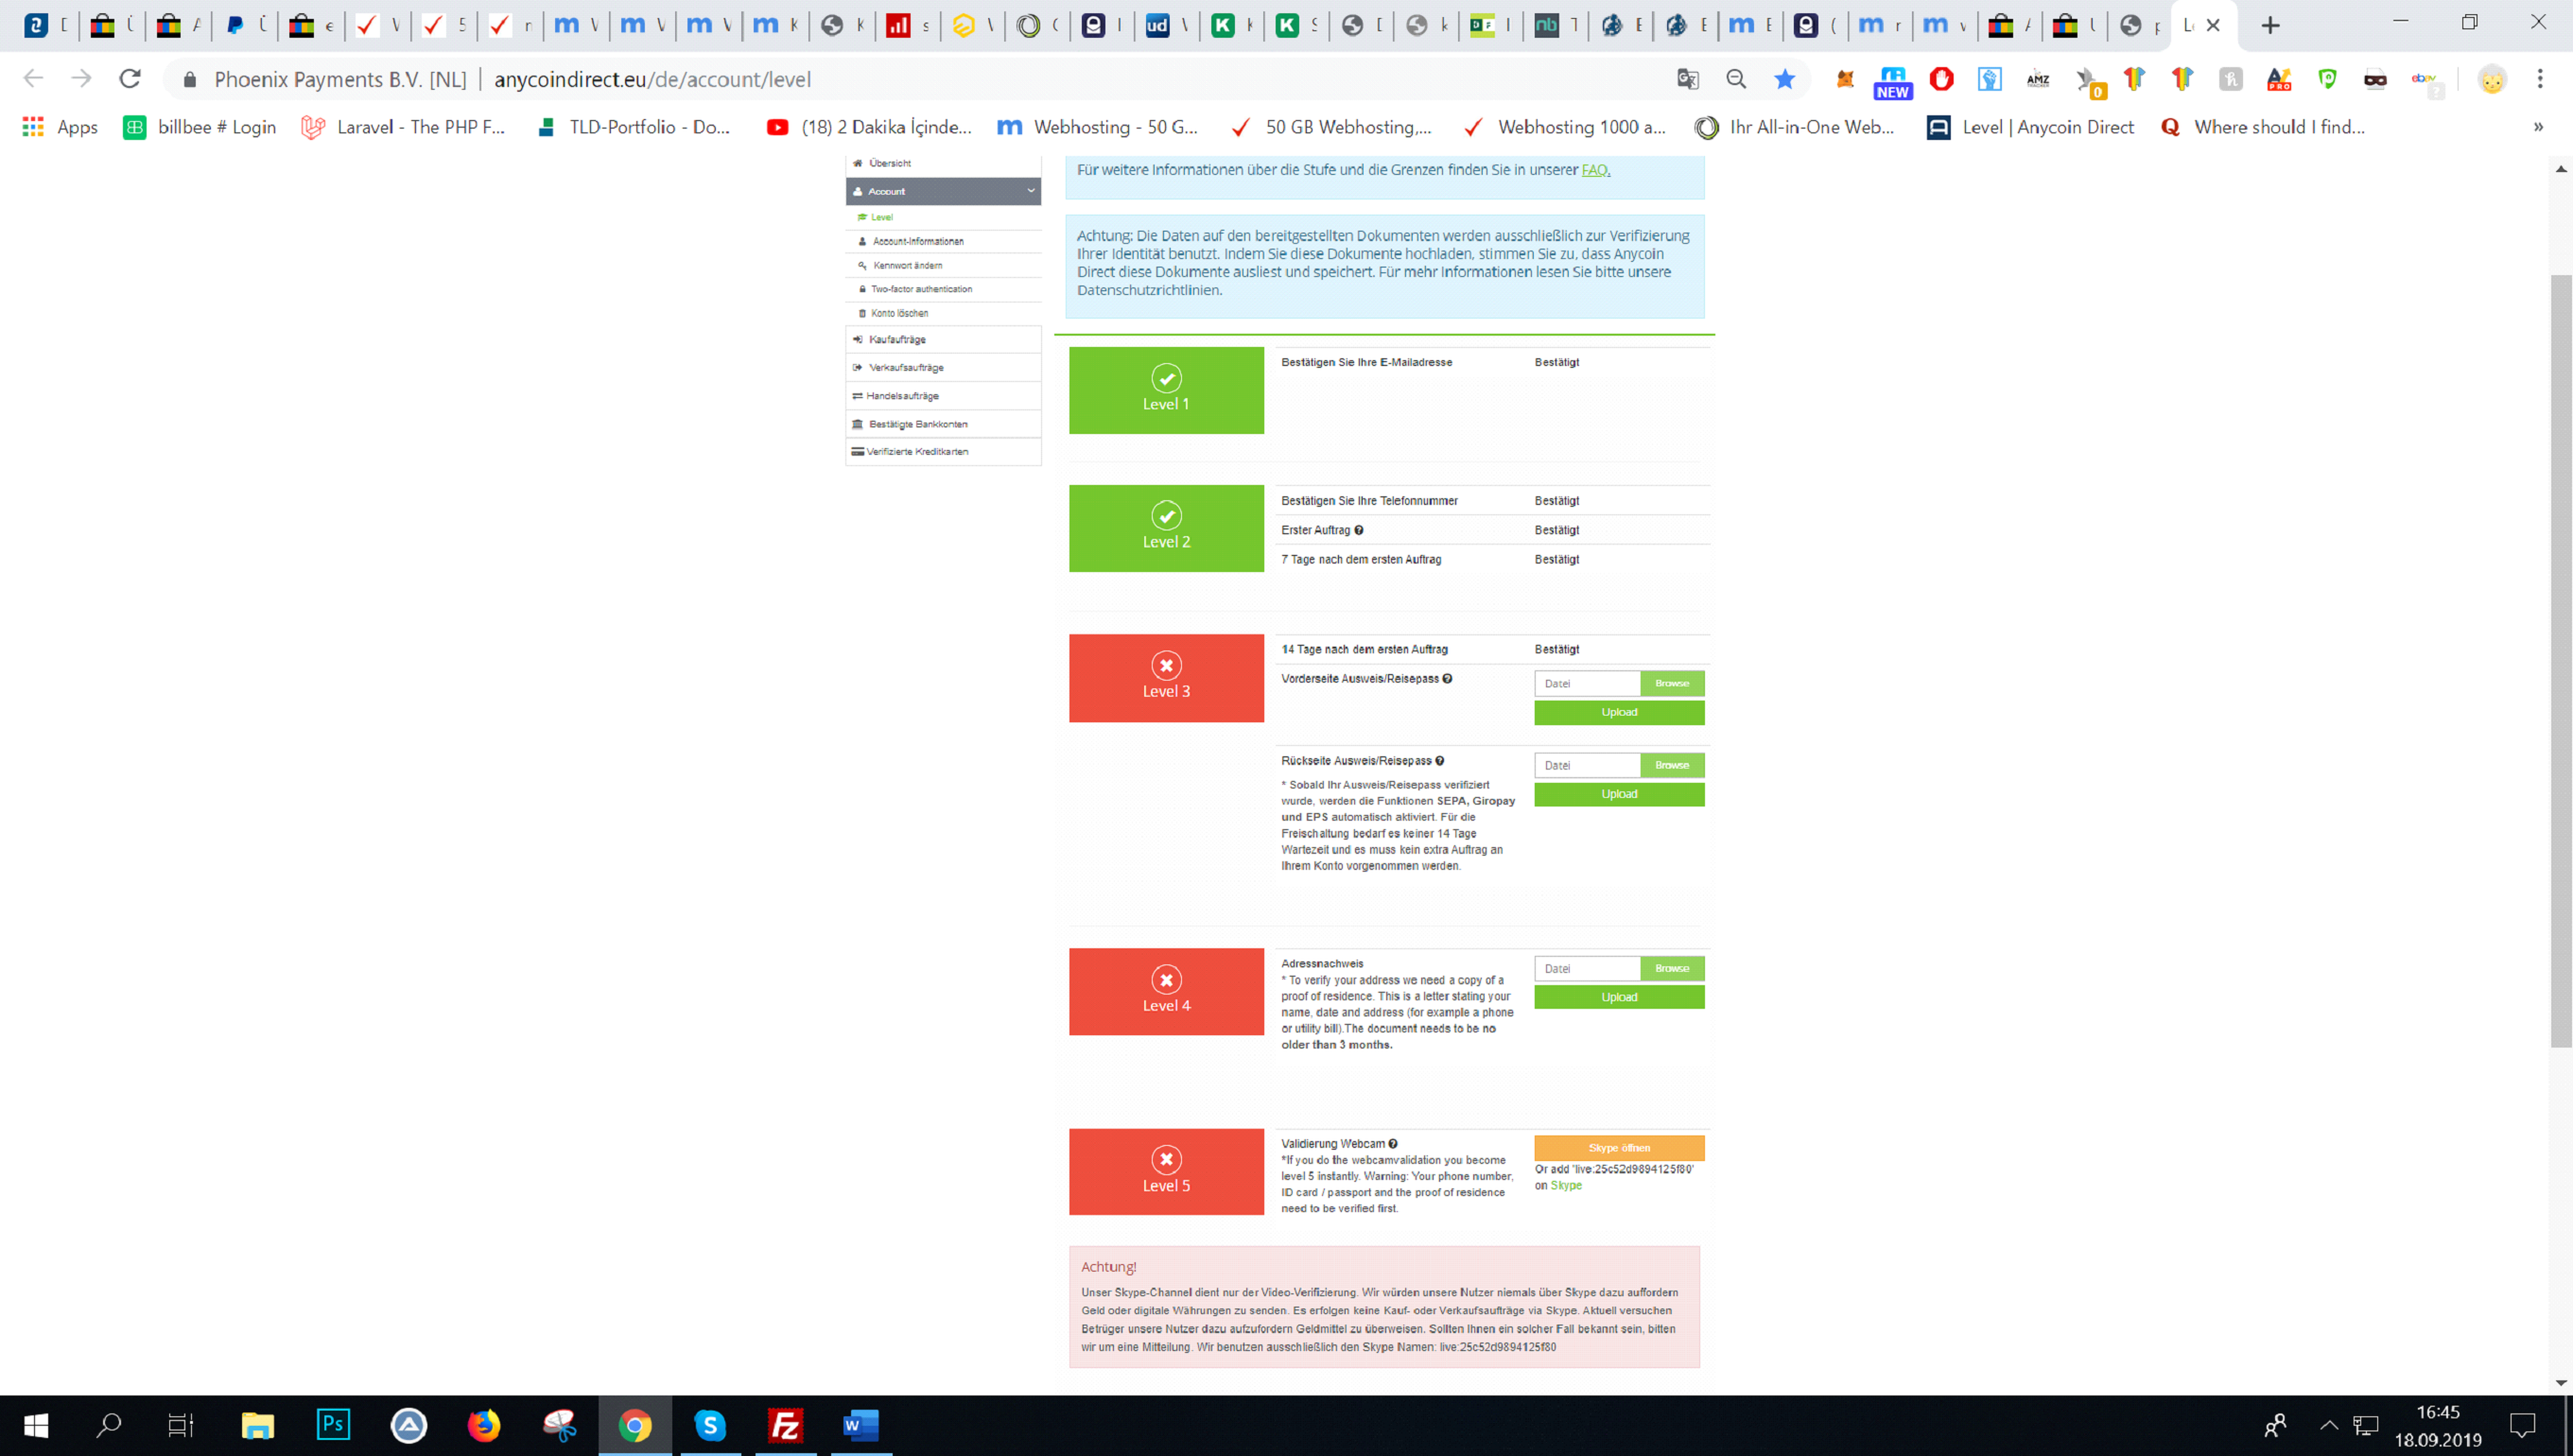 Phoenix Payments B.V. [NL] | anycoindirect.eu/de/account/level
NEW
AMZ
0
PRO
ebay
?
Apps
billbee # Login
Laravel - The PHP F...
TLD-Portfolio - Do...
(18) 2 Dakika İçinde...
Webhosting - 50 G...
50 GB Webhosting,...
Webhosting 1000 a...
Ihr All-in-One Web...
Level | Anycoin Direct
Where should I find...
»
Übersicht
Account
Level
Account-Informationen
Kennwort ändern
Two-factor authentication
Konto löschen
Kaufaufträge
Verkaufsaufträge
Handelsaufträge
Bestätigte Bankkonten
Verifizierte Kreditkarten
Für weitere Informationen über die Stufe und die Grenzen finden Sie in unserer FAQ.
Achtung: Die Daten auf den bereitgestellten Dokumenten werden ausschließlich zur Verifizierung
Ihrer Identität benutzt. Indem Sie diese Dokumente hochladen, stimmen Sie zu, dass Anycoin
Direct diese Dokumente ausliest und speichert. Für mehr Informationen lesen Sie bitte unsere
Datenschutzrichtlinien.
Level 1
Bestätigen Sie Ihre E-Mailadresse Bestätigt
Level 2
Bestätigen Sie Ihre Telefonnummer Bestätigt
Erster Auftrag Bestätigt
7 Tage nach dem ersten Auftrag Bestätigt
Level 3
14 Tage nach dem ersten Auftrag Bestätigt
Vorderseite Ausweis/Reisepass
Datei Browse
Upload
Rückseite Ausweis/Reisepass
* Sobald Ihr Ausweis/Reisepass verifiziert
wurde, werden die Funktionen SEPA, Giropay
und EPS automatisch aktiviert. Für die
Freischaltung bedarf es keiner 14 Tage
Wartezeit und es muss kein extra Auftrag an
Ihrem Konto vorgenommen werden.
Datei Browse
Upload
Level 4
Adressnachweis
* To verify your address we need a copy of a
proof of residence. This is a letter stating your
name, date and address (for example a phone
or utility bill).The document needs to be no
older than 3 months.
Datei Browse
Upload
Level 5
Validierung Webcam
*If you do the webcamvalidation you become
level 5 instantly. Warning: Your phone number,
ID card / passport and the proof of residence
need to be verified first.
Skype öffnen
Or add 'live:25c52d9894125f80'
on Skype
Achtung!
Unser Skype-Channel dient nur der Video-Verifizierung. Wir würden unsere Nutzer niemals über Skype dazu auffordern
Geld oder digitale Währungen zu senden. Es erfolgen keine Kauf- oder Verkaufsaufträge via Skype. Aktuell versuchen
Betrüger unsere Nutzer dazu aufzufordern Geldmittel zu überweisen. Sollten Ihnen ein solcher Fall bekannt sein, bitten
wir um eine Mitteilung. Wir benutzen ausschließlich den Skype Namen: live:25c52d9894125f80
Ps
16:45
18.09.2019